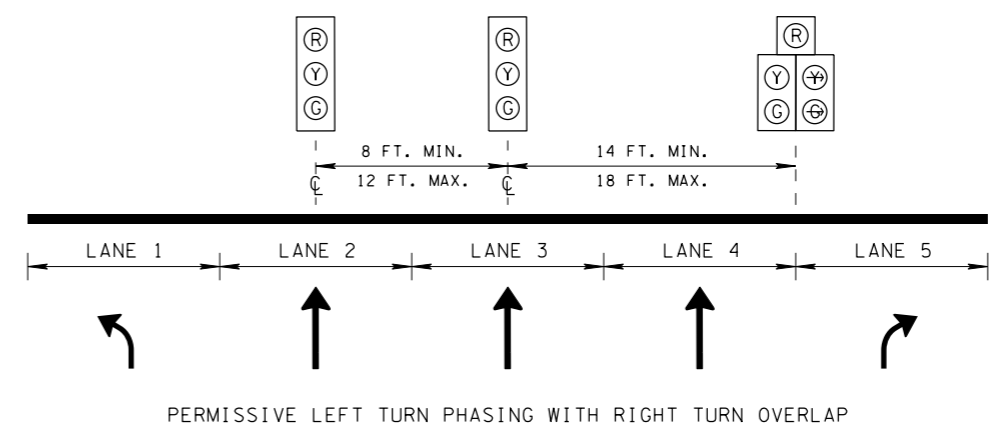 R R R
Y Y Y Y
G G G G
8 FT. MIN. 14 FT. MIN.
12 FT. MAX. 18 FT. MAX.
℄ ℄
LANE 1 LANE 2 LANE 3 LANE 4 LANE 5
PERMISSIVE LEFT TURN PHASING WITH RIGHT TURN OVERLAP